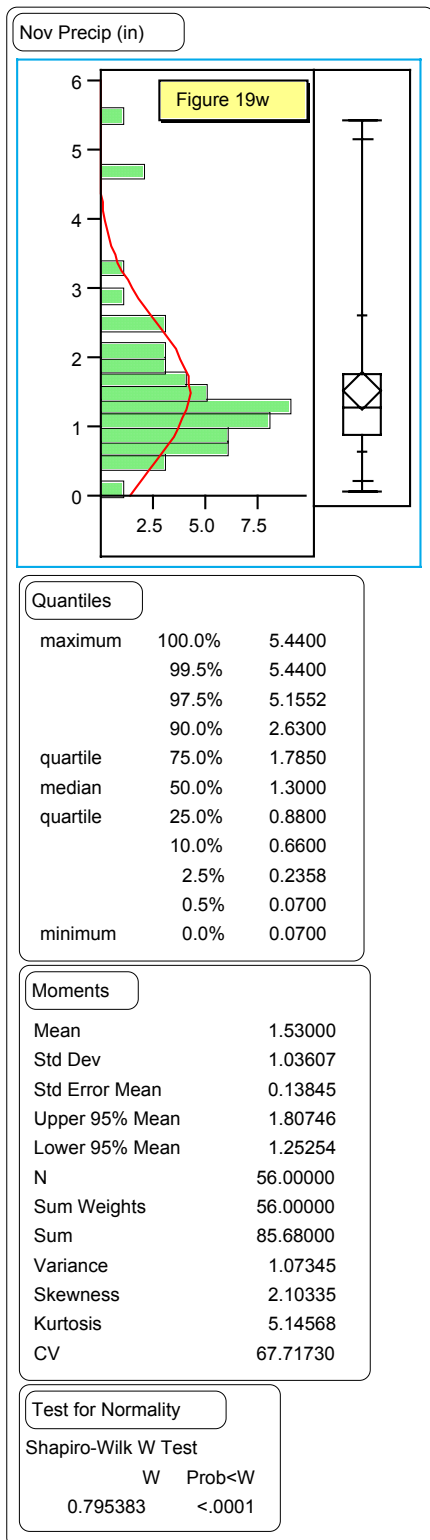 Nov Precip (in)
Figure 19w
6
5
4
3
2
1
0
2.5 5.0 7.5
Quantiles
maximum 100.0% 5.4400
99.5% 5.4400
97.5% 5.1552
90.0% 2.6300
quartile 75.0% 1.7850
median 50.0% 1.3000
quartile 25.0% 0.8800
10.0% 0.6600
2.5% 0.2358
0.5% 0.0700
minimum 0.0% 0.0700
Moments
Mean 1.53000
Std Dev 1.03607
Std Error Mean 0.13845
Upper 95% Mean 1.80746
Lower 95% Mean 1.25254
N 56.00000
Sum Weights 56.00000
Sum 85.68000
Variance 1.07345
Skewness 2.10335
Kurtosis 5.14568
CV 67.71730
Test for Normality
Shapiro-Wilk W Test
W Prob<W
0.795383 <.0001